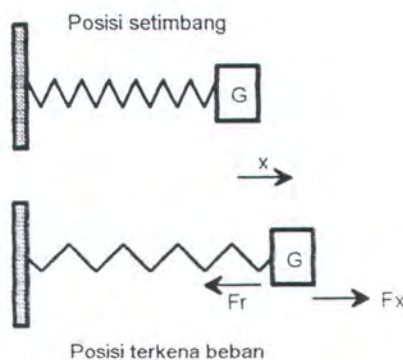 Posisi setimbang
G
x
G
Fr
Fx
Posisi terkena beban